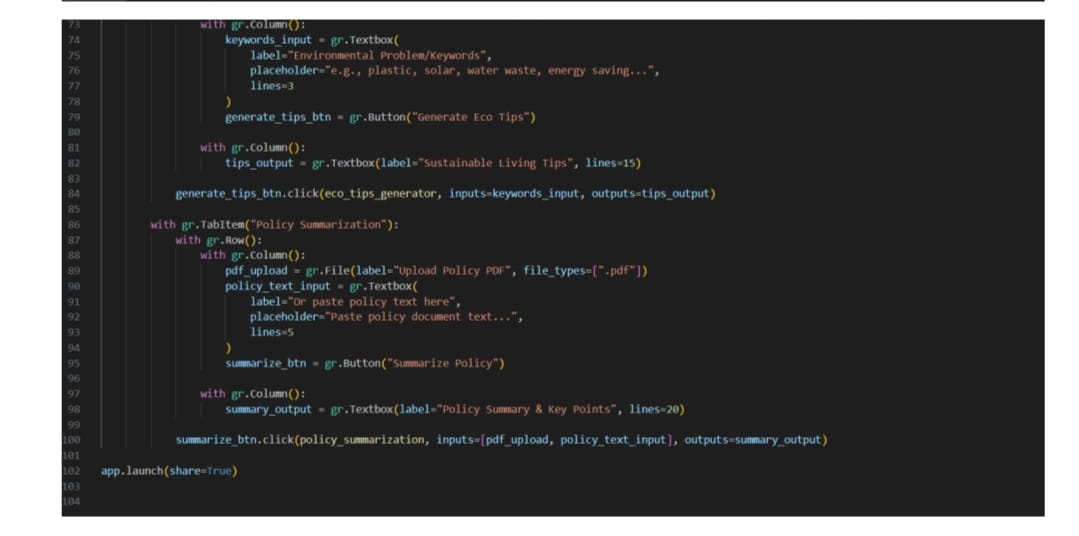 73 with gr.Column():
74 keywords_input = gr.Textbox(
75 label="Environmental Problem/Keywords",
76 placeholder="e.g., plastic, solar, water waste, energy saving...",
77 lines=3
78 )
79 generate_tips_btn = gr.Button("Generate Eco Tips")
80
81 with gr.Column():
82 tips_output = gr.Textbox(label="Sustainable Living Tips", lines=15)
83
84 generate_tips_btn.click(eco_tips_generator, inputs=keywords_input, outputs=tips_output)
85
86 with gr.TabItem("Policy Summarization"):
87 with gr.Row():
88 with gr.Column():
89 pdf_upload = gr.File(label="Upload Policy PDF", file_types=[".pdf"])
90 policy_text_input = gr.Textbox(
91 label="Or paste policy text here",
92 placeholder="Paste policy document text...",
93 lines=5
94 )
95 summarize_btn = gr.Button("Summarize Policy")
96
97 with gr.Column():
98 summary_output = gr.Textbox(label="Policy Summary & Key Points", lines=20)
99
100 summarize_btn.click(policy_summarization, inputs=[pdf_upload, policy_text_input], outputs=summary_output)
101
102 app.launch(share=True)
103
104